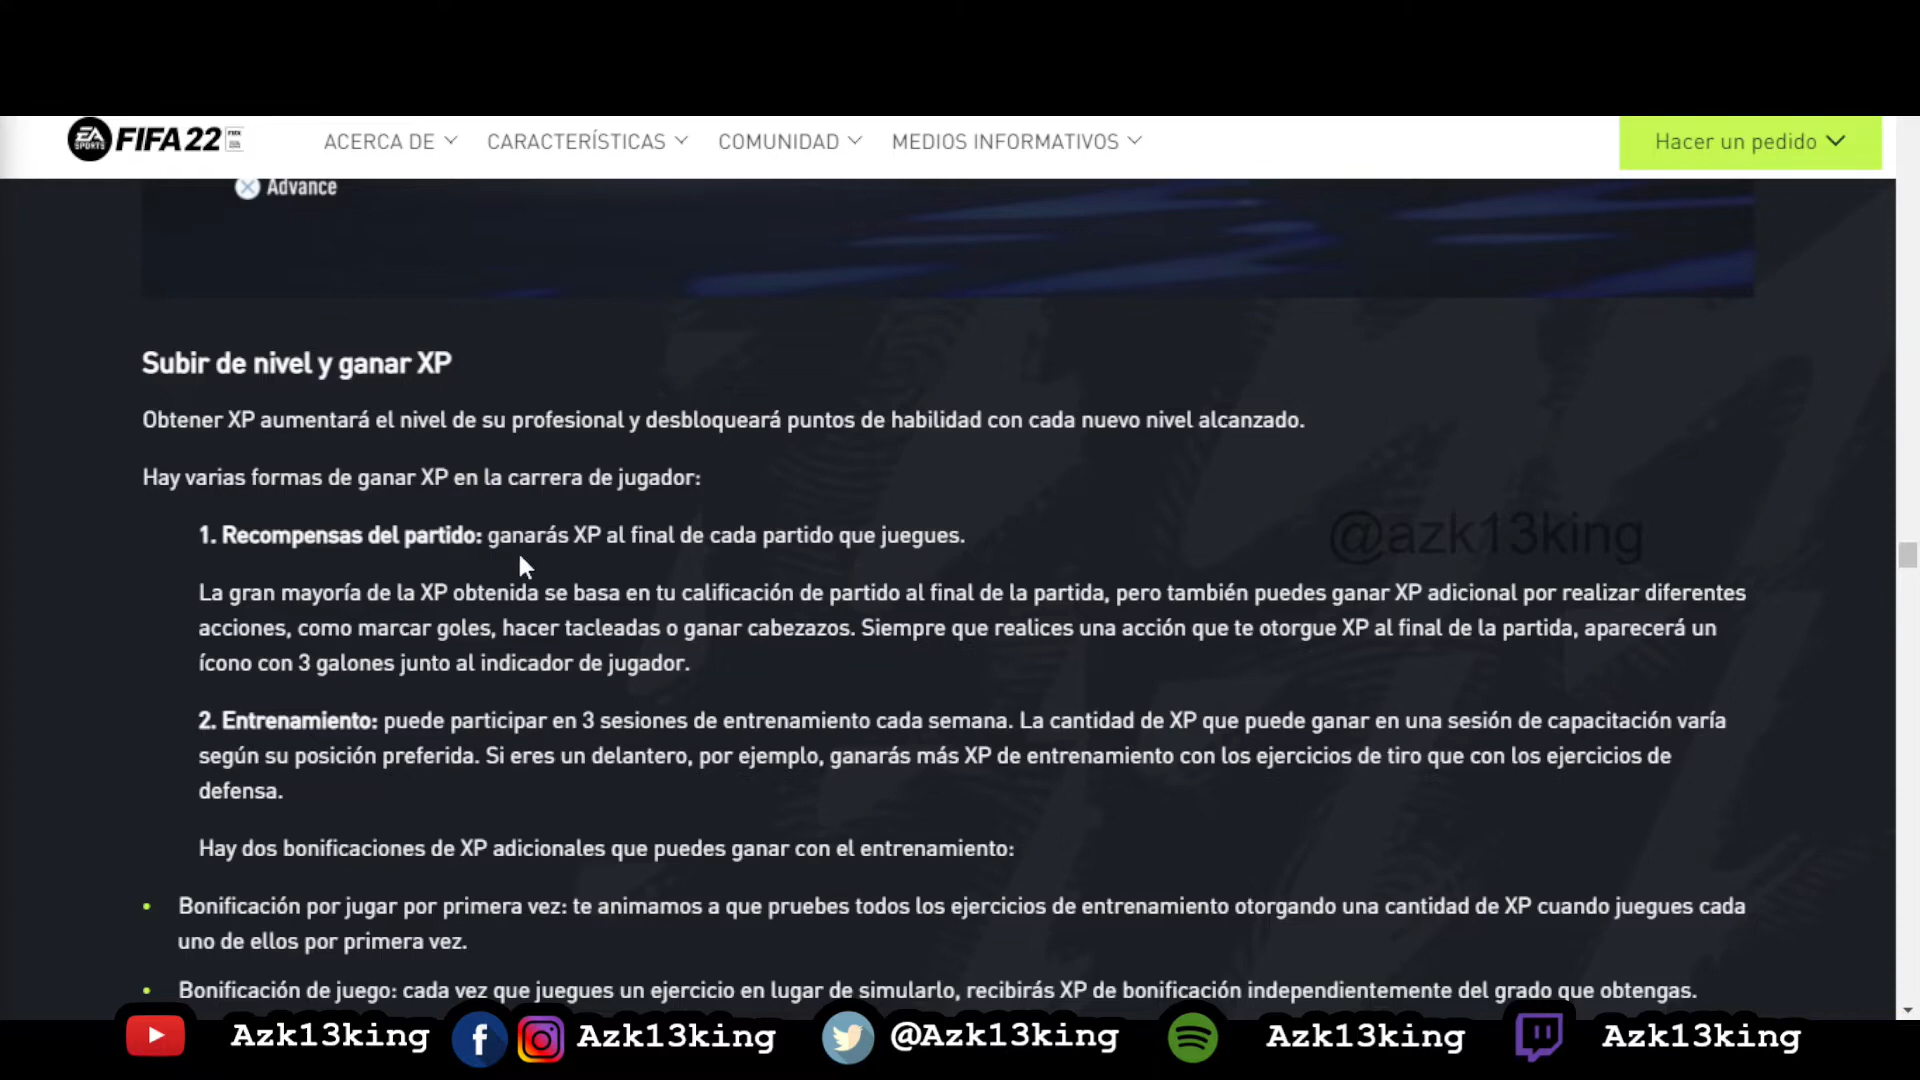 EA SPORTS FIFA 22
ACERCA DE CARACTERÍSTICAS COMUNIDAD MEDIOS INFORMATIVOS Hacer un pedido
Advance
Subir de nivel y ganar XP
Obtener XP aumentará el nivel de su profesional y desbloqueará puntos de habilidad con cada nuevo nivel alcanzado.
Hay varias formas de ganar XP en la carrera de jugador:
1. Recompensas del partido: ganarás XP al final de cada partido que juegues.
@azk13king
La gran mayoría de la XP obtenida se basa en tu calificación de partido al final de la partida, pero también puedes ganar XP adicional por realizar diferentes
acciones, como marcar goles, hacer tacleadas o ganar cabezazos. Siempre que realices una acción que te otorgue XP al final de la partida, aparecerá un
ícono con 3 galones junto al indicador de jugador.
2. Entrenamiento: puede participar en 3 sesiones de entrenamiento cada semana. La cantidad de XP que puede ganar en una sesión de capacitación varía
según su posición preferida. Si eres un delantero, por ejemplo, ganarás más XP de entrenamiento con los ejercicios de tiro que con los ejercicios de
defensa.
Hay dos bonificaciones de XP adicionales que puedes ganar con el entrenamiento:
• Bonificación por jugar por primera vez: te animamos a que pruebes todos los ejercicios de entrenamiento otorgando una cantidad de XP cuando juegues cada
uno de ellos por primera vez.
• Bonificación de juego: cada vez que juegues un ejercicio en lugar de simularlo, recibirás XP de bonificación independientemente del grado que obtengas.
Azk13king Azk13king @Azk13king Azk13king Azk13king